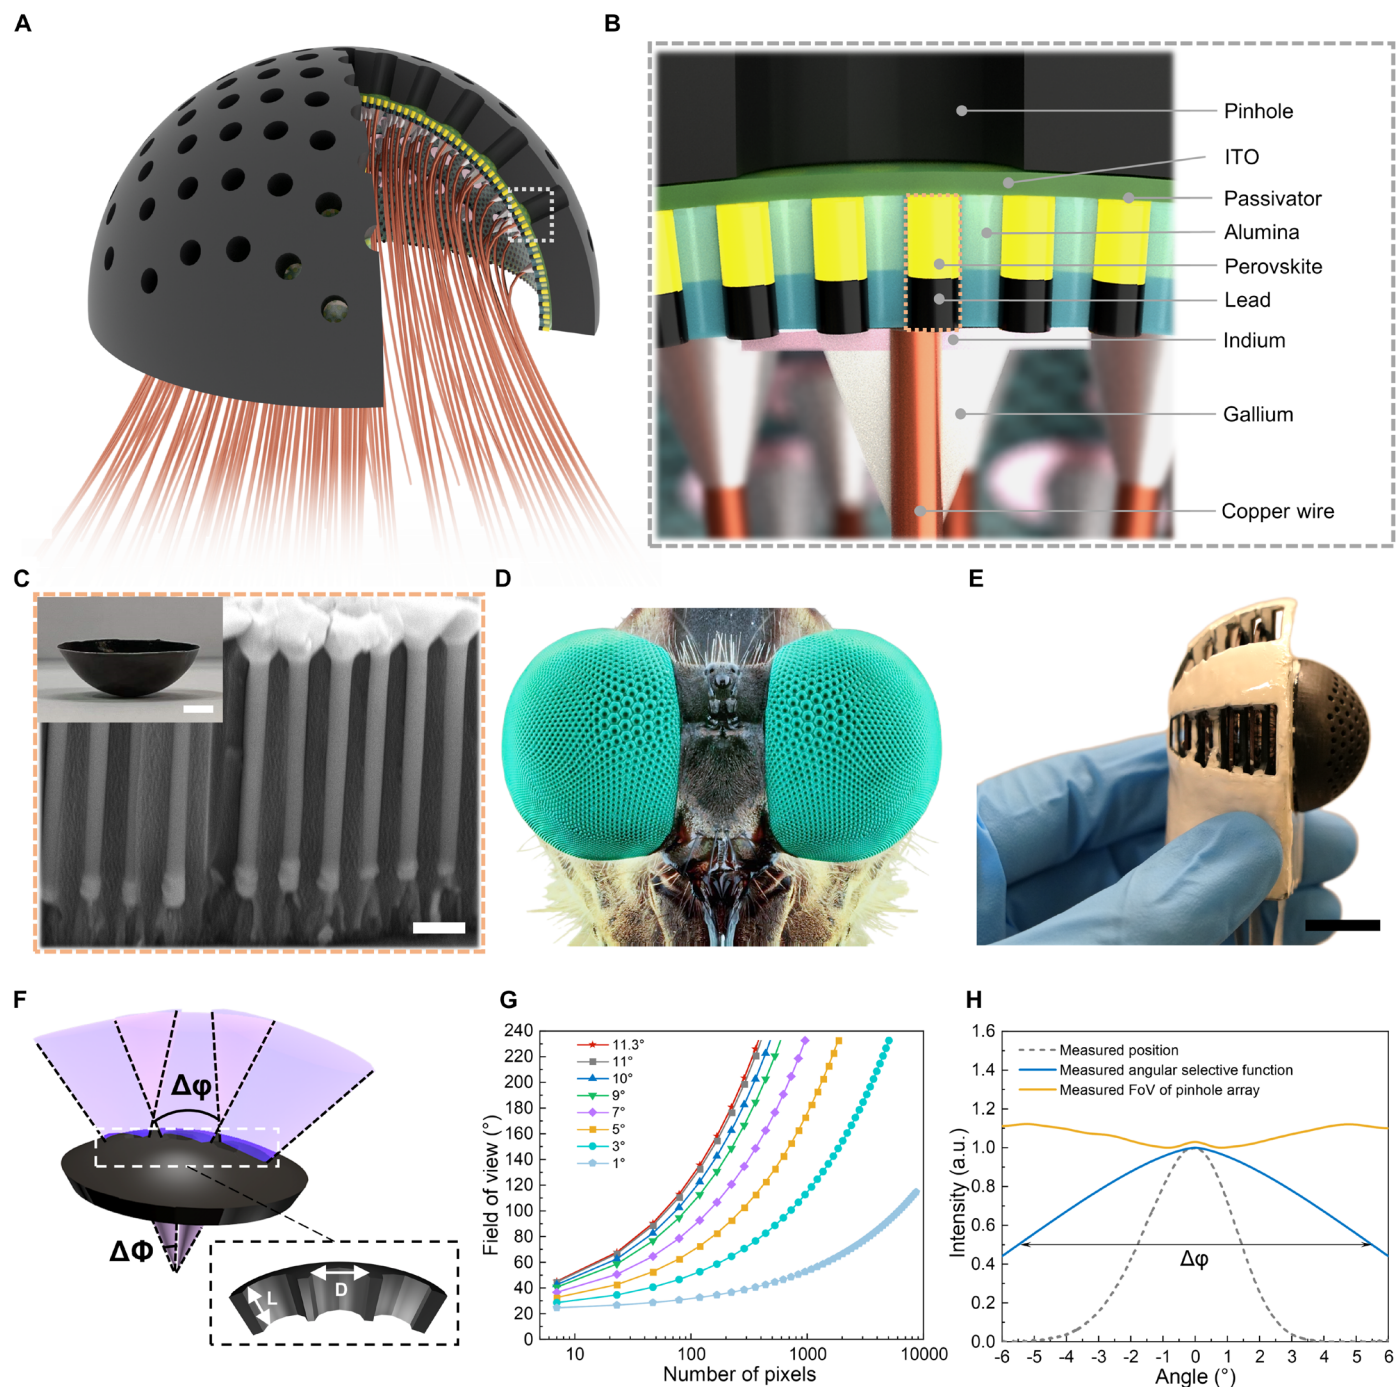 A
B
Pinhole
ITO
Passivator
Alumina
Perovskite
Lead
Indium
Gallium
Copper wire
C
D
E
F
Δφ
ΔΦ
L
D
G
Field of view (°)
240
220
200
180
160
140
120
100
80
60
40
20
0
11.3°
11°
10°
9°
7°
5°
3°
1°
10
100
1000
10000
Number of pixels
H
Intensity (a.u.)
1.6
1.4
1.2
1.0
0.8
0.6
0.4
0.2
0.0
Measured position
Measured angular selective function
Measured FoV of pinhole array
Δφ
-6 -5 -4 -3 -2 -1 0 1 2 3 4 5 6
Angle (°)